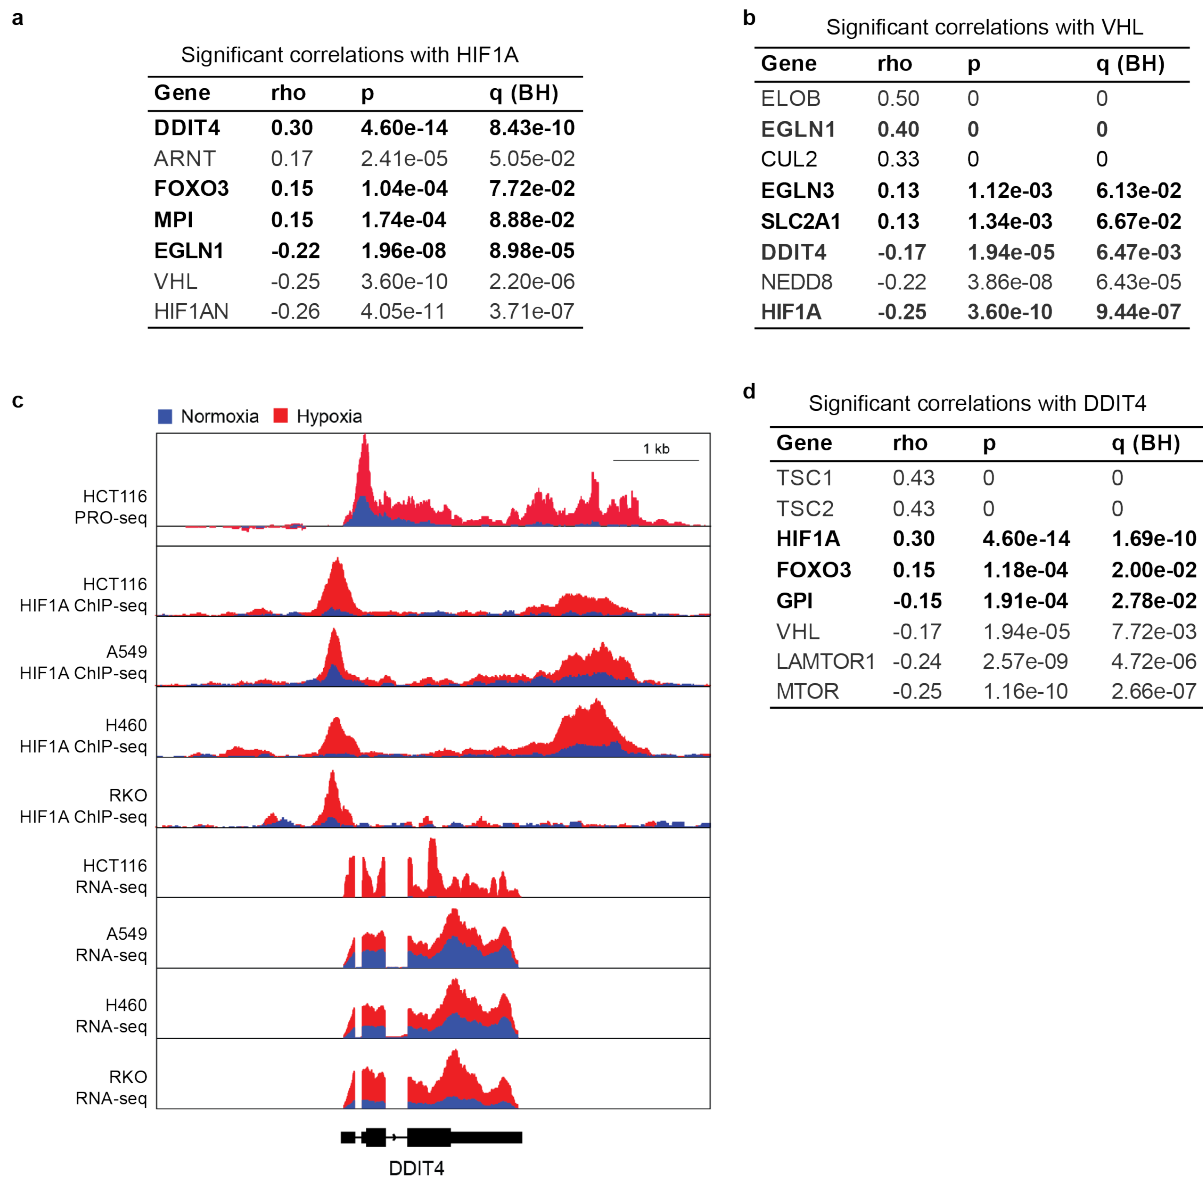 a
Significant correlations with HIF1A
Gene rho p q (BH)
DDIT4 0.30 4.60e-14 8.43e-10
ARNT 0.17 2.41e-05 5.05e-02
FOXO3 0.15 1.04e-04 7.72e-02
MPI 0.15 1.74e-04 8.88e-02
EGLN1 -0.22 1.96e-08 8.98e-05
VHL -0.25 3.60e-10 2.20e-06
HIF1AN -0.26 4.05e-11 3.71e-07
b
Significant correlations with VHL
Gene rho p q (BH)
ELOB 0.50 0 0
EGLN1 0.40 0 0
CUL2 0.33 0 0
EGLN3 0.13 1.12e-03 6.13e-02
SLC2A1 0.13 1.34e-03 6.67e-02
DDIT4 -0.17 1.94e-05 6.47e-03
NEDD8 -0.22 3.86e-08 6.43e-05
HIF1A -0.25 3.60e-10 9.44e-07
c
Normoxia Hypoxia
1 kb
HCT116
PRO-seq
HCT116
HIF1A ChIP-seq
A549
HIF1A ChIP-seq
H460
HIF1A ChIP-seq
RKO
HIF1A ChIP-seq
HCT116
RNA-seq
A549
RNA-seq
H460
RNA-seq
RKO
RNA-seq
DDIT4
d
Significant correlations with DDIT4
Gene rho p q (BH)
TSC1 0.43 0 0
TSC2 0.43 0 0
HIF1A 0.30 4.60e-14 1.69e-10
FOXO3 0.15 1.18e-04 2.00e-02
GPI -0.15 1.91e-04 2.78e-02
VHL -0.17 1.94e-05 7.72e-03
LAMTOR1 -0.24 2.57e-09 4.72e-06
MTOR -0.25 1.16e-10 2.66e-07